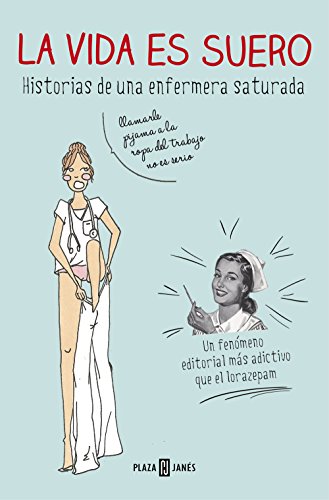 LA VIDA ES SUERO
Historias de una enfermera saturada
llamarle
pijama a la
ropa del trabajo
no es serio
Un fenómeno
editorial más adictivo
que el lorazepam
PLAZA JANÉS